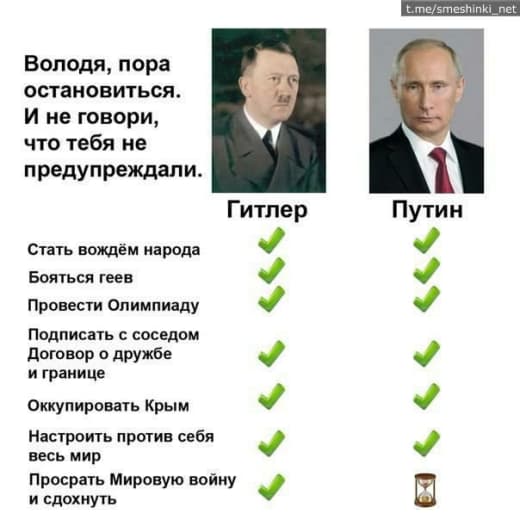 t.me/smeshinki_net
Володя, пора
остановиться.
И не говори,
что тебя не
предупреждали.
Гитлер Путин
Стать вождём народа
Бояться геев
Провести Олимпиаду
Подписать с соседом
Договор о дружбе
и границе
Оккупировать Крым
Настроить против себя
весь мир
Просрать Мировую войну
и сдохнуть